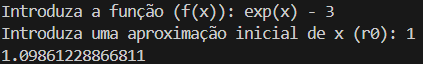 Introduza a função (f(x)): exp(x) - 3
Introduza uma aproximação inicial de x (r0): 1
1.09861228866811